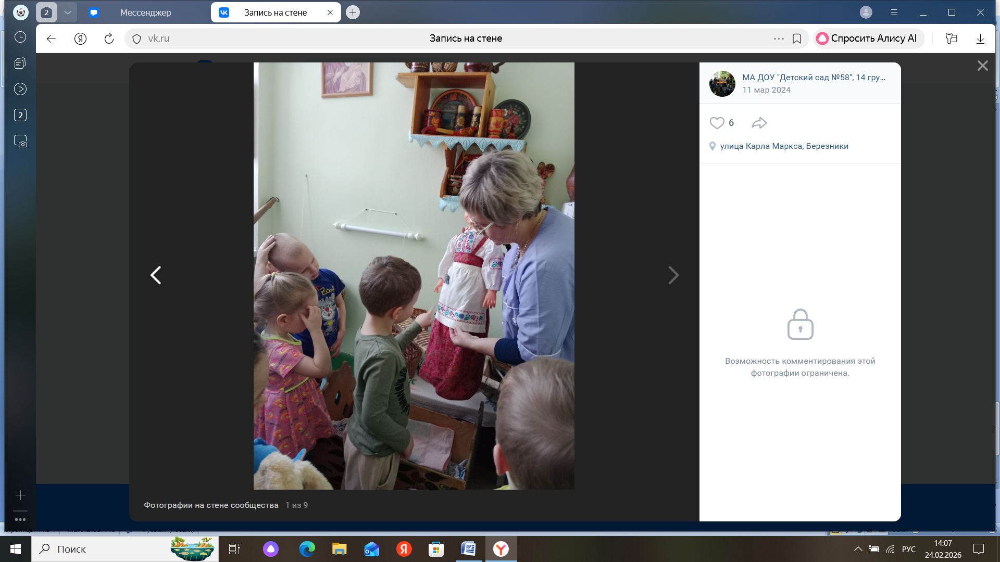 2
Мессенджер
Запись на стене
vk.ru
Запись на стене
Спросить Алису AI
2
МА ДОУ "Детский сад №58", 14 гру...
11 мар 2024
6
улица Карла Маркса, Березники
Zone
Возможность комментирования этой
фотографии ограничена.
Фотографии на стене сообщества 1 из 9
Поиск
РУС
14:07
24.02.2026